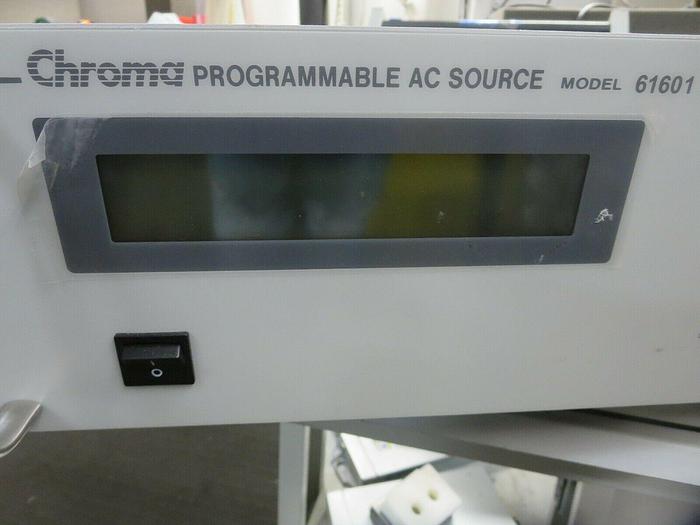 Chroma PROGRAMMABLE AC SOURCE MODEL 61601
O